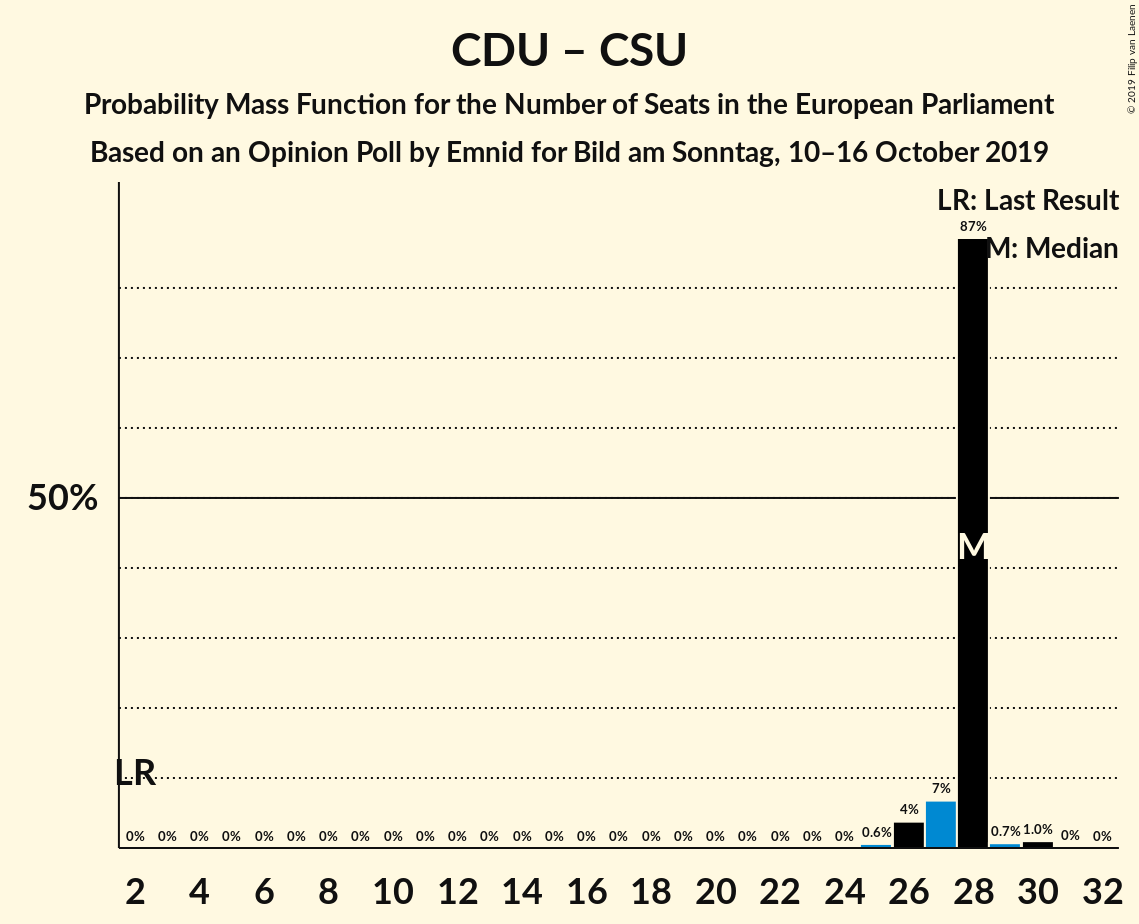 CDU – CSU
Probability Mass Function for the Number of Seats in the European Parliament
Based on an Opinion Poll by Emnid for Bild am Sonntag, 10–16 October 2019
© 2019 Filip van Laenen
LR: Last Result
M: Median
87%
50%
M
LR
7%
4%
0% 0% 0% 0% 0% 0% 0% 0% 0% 0% 0% 0% 0% 0% 0% 0% 0% 0% 0% 0% 0% 0% 0% 0.6% 0.7% 1.0% 0% 0%
2 4 6 8 10 12 14 16 18 20 22 24 26 28 30 32